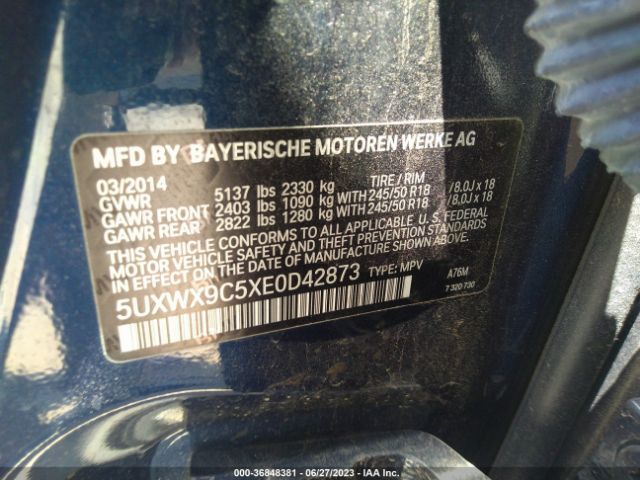 MFD BY BAYERISCHE MOTOREN WERKE AG
03/2014 TIRE / RIM
GVWR 5137 lbs 2330 kg
GAWR FRONT 2403 lbs 1090 kg WITH 245/50 R18 / 8.0J x 18
GAWR REAR 2822 lbs 1280 kg WITH 245/50 R18 / 8.0J x 18
THIS VEHICLE CONFORMS TO ALL APPLICABLE U.S. FEDERAL
MOTOR VEHICLE SAFETY AND THEFT PREVENTION STANDARDS
IN EFFECT ON THE DATE OF MANUFACTURE SHOWN ABOVE.
5UXWX9C5XE0D42873 TYPE: MPV A76M
7 320 730
000-36848381 - 06/27/2023 - IAA Inc.